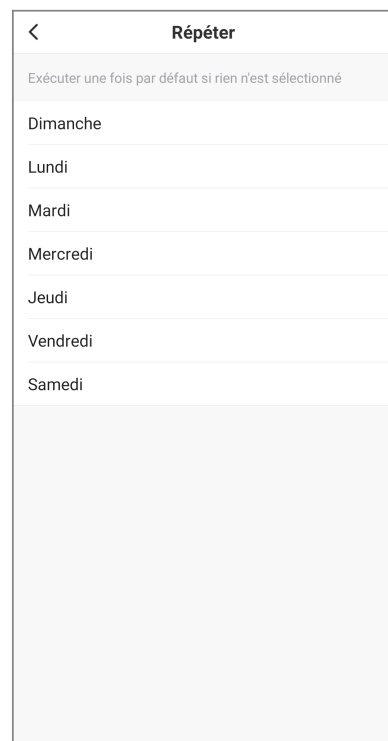 Répéter
Exécuter une fois par défaut si rien n'est sélectionné
Dimanche
Lundi
Mardi
Mercredi
Jeudi
Vendredi
Samedi